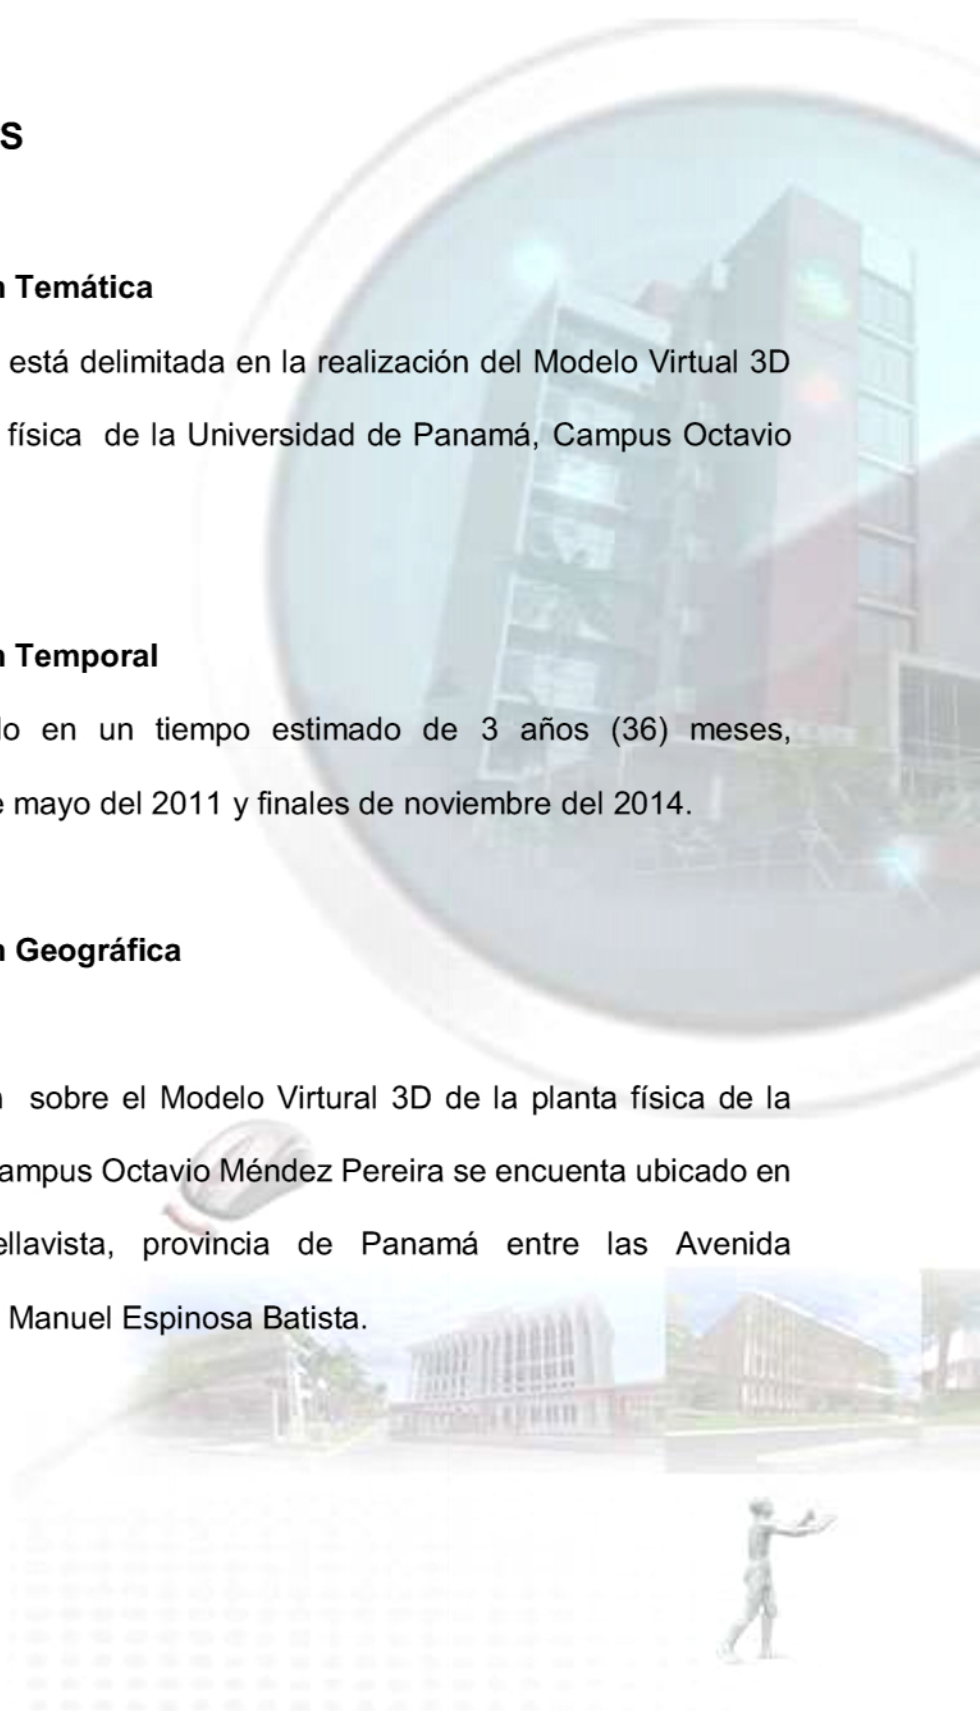 S
n Temática
está delimitada en la realización del Modelo Virtual 3D
física de la Universidad de Panamá, Campus Octavio
n Temporal
lo en un tiempo estimado de 3 años (36) meses,
e mayo del 2011 y finales de noviembre del 2014.
n Geográfica
n sobre el Modelo Virtural 3D de la planta física de la
ampus Octavio Méndez Pereira se encuenta ubicado en
ellavista, provincia de Panamá entre las Avenida
Manuel Espinosa Batista.